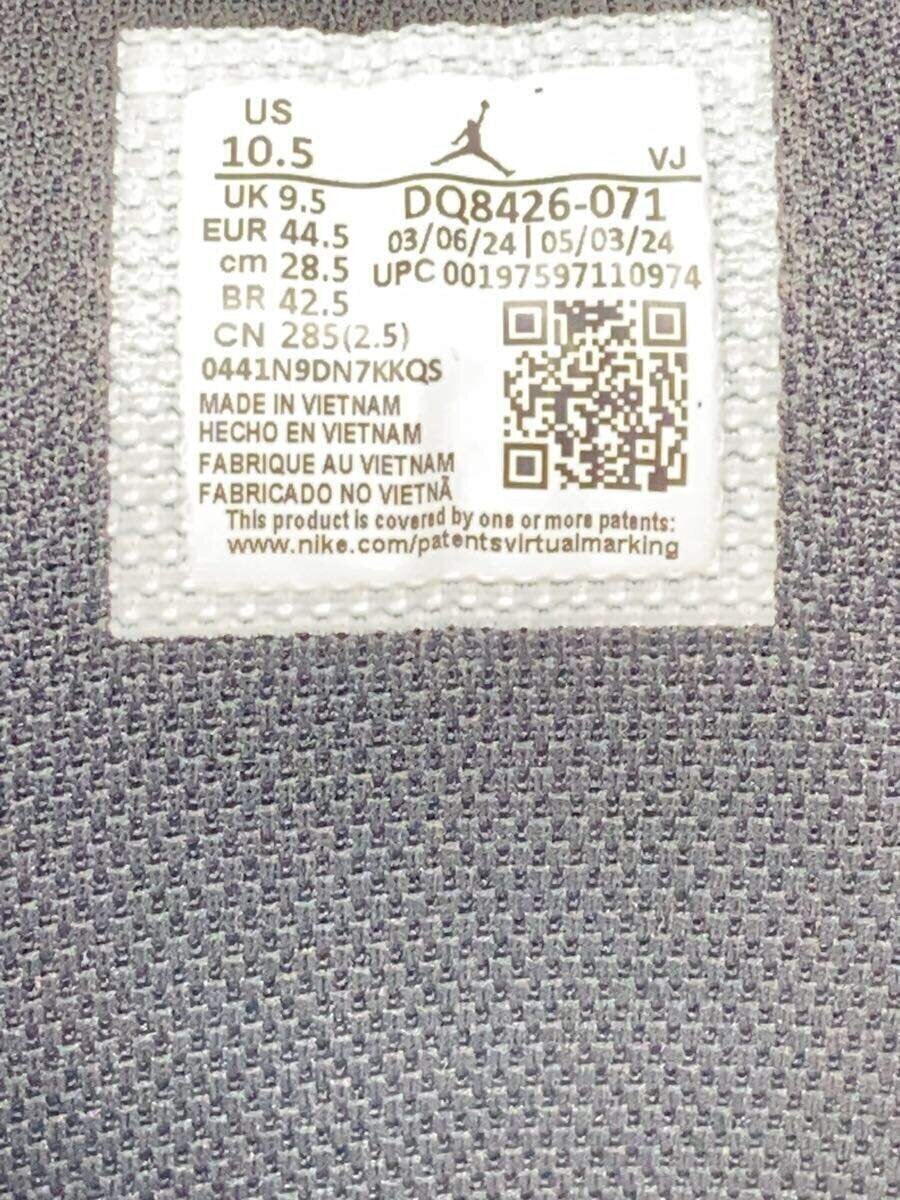 US
10.5
VJ
UK 9.5
EUR 44.5
cm 28.5
BR 42.5
CN 285(2.5)
DQ8426-071
03/06/24 | 05/03/24
UPC 00197597110974
0441N9DN7KKQS
MADE IN VIETNAM
HECHO EN VIETNAM
FABRIQUE AU VIETNAM
FABRICADO NO VIETNÃ
This product is covered by one or more patents:
www.nike.com/patentsvirtualmarking